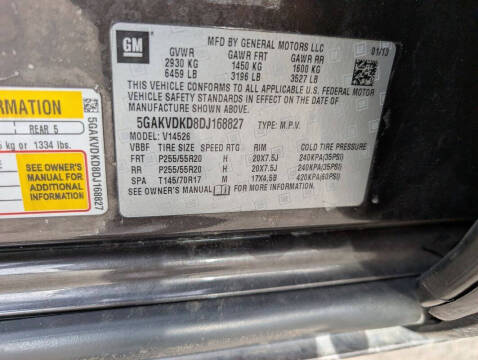 GM
MFD BY GENERAL MOTORS LLC
01/13
GVWR GAWR FRT GAWR RR
2930 KG 1450 KG 1600 KG
6459 LB 3196 LB 3527 LB
THIS VEHICLE CONFORMS TO ALL APPLICABLE U.S. FEDERAL MOTOR
VEHICLE SAFETY STANDARDS IN EFFECT ON THE DATE OF
MANUFACTURE SHOWN ABOVE.
5GAKVDKD8DJ168827 TYPE: M.P.V.
MODEL: V14526
VBBF TIRE SIZE SPEED RTG RIM COLD TIRE PRESSURE
FRT P255/55R20 H 20X7.5J 240KPA(35PSI)
RR P255/55R20 H 20X7.5J 240KPA(35PSI)
SPA T145/70R17 M 17X4.5B 420KPA(60PSI)
SEE OWNER'S MANUAL FOR MORE INFORMATION.
ORMATION
REAR 5
kg or 1334 lbs.
SEE OWNER'S
MANUAL FOR
ADDITIONAL
INFORMATION
5GAKVDKD8DJ168827